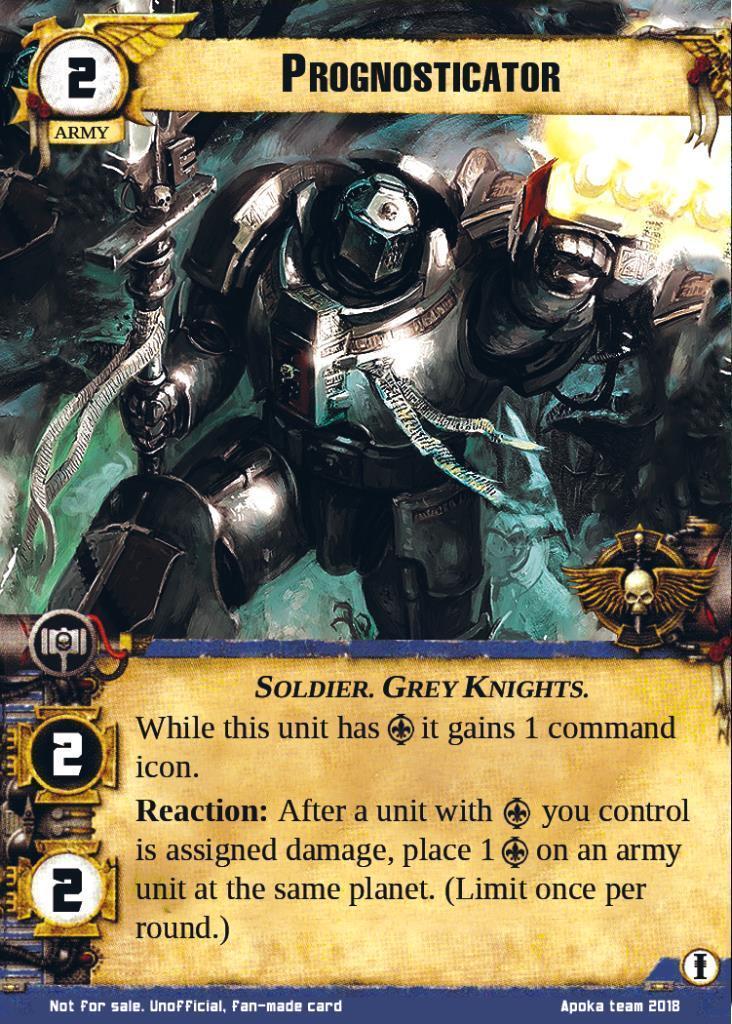 2
PROGNOSTICATOR
ARMY
SOLDIER. GREY KNIGHTS.
While this unit has it gains 1 command
icon.
2
Reaction: After a unit with you control
is assigned damage, place 1 on an army
unit at the same planet. (Limit once per
round.)
2
I
Not for sale. Unofficial, fan-made card
Apoka team 2018